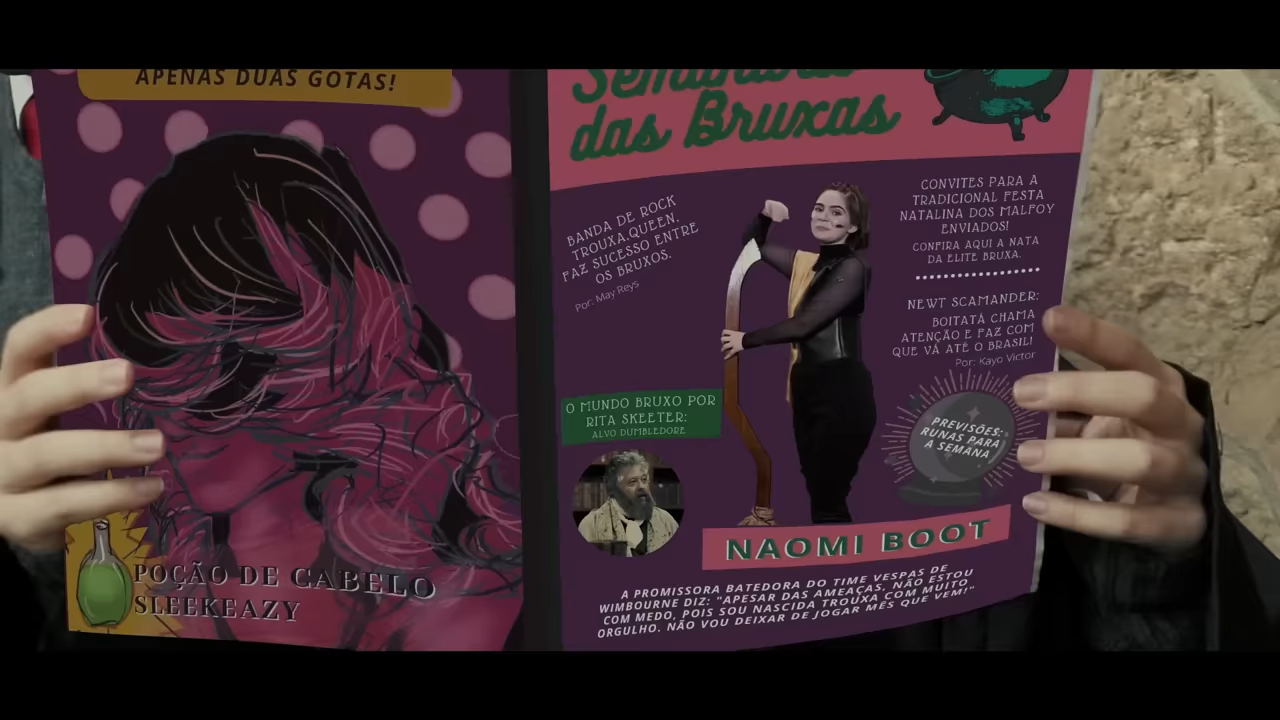 APENAS DUAS GOTAS!
POÇÃO DE CABELO
SLEEKEAZY
das Bruxas
BANDA DE ROCK
TROUXA,QUEEN,
FAZ SUCESSO ENTRE
OS BRUXOS.
Por: May Reys
O MUNDO BRUXO POR
RITA SKEETER:
ALVO DUMBLEDORE
CONVITES PARA A
TRADICIONAL FESTA
NATALINA DOS MALFOY
ENVIADOS!
CONFIRA AQUI A NATA
DA ELITE BRUXA.
NEWT SCAMANDER:
BOITATÁ CHAMA
ATENÇÃO E FAZ COM
QUE VÁ ATÉ O BRASIL!
Por: Kayo Victor
PREVISÕES:
RUNAS PARA
A SEMANA
NAOMI BOOT
A PROMISSORA BATEDORA DO TIME VESPAS DE
WIMBOURNE DIZ: "APESAR DAS AMEAÇAS, NÃO ESTOU
COM MEDO, POIS SOU NASCIDA TROUXA COM MUITO
ORGULHO. NÃO VOU DEIXAR DE JOGAR MÊS QUE VEM!"